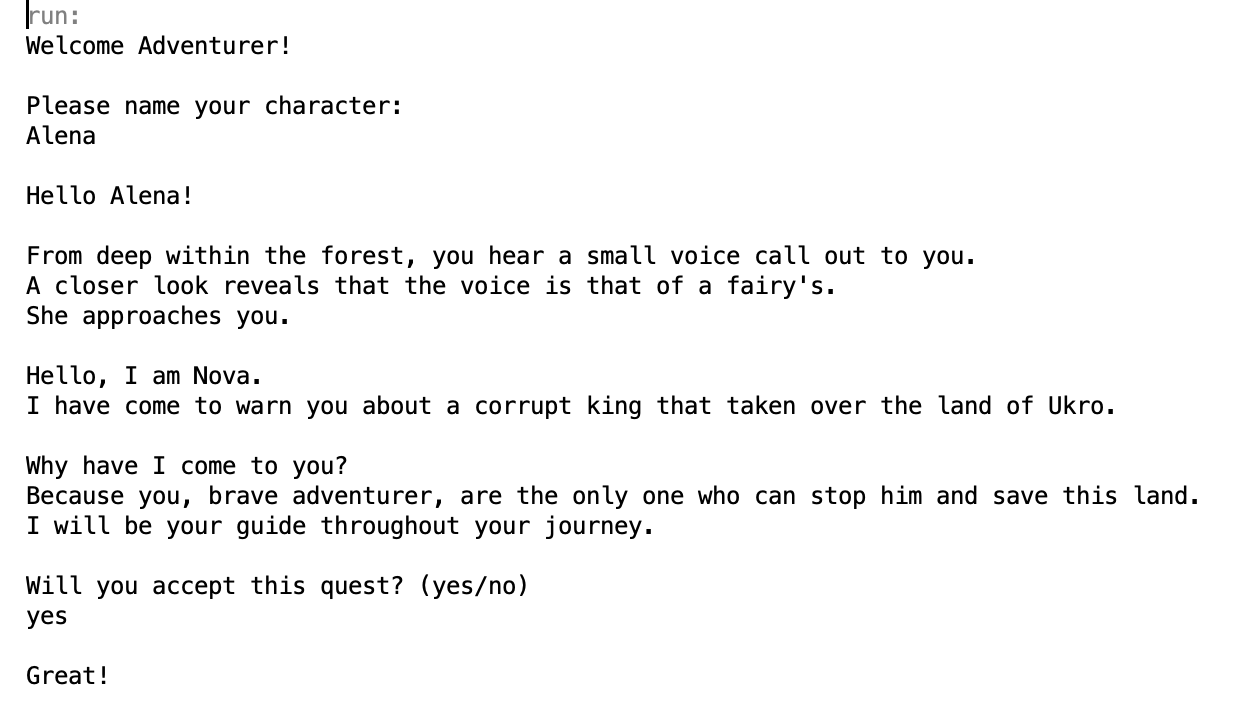 run:
Welcome Adventurer!
Please name your character:
Alena
Hello Alena!
From deep within the forest, you hear a small voice call out to you.
A closer look reveals that the voice is that of a fairy's.
She approaches you.
Hello, I am Nova.
I have come to warn you about a corrupt king that taken over the land of Ukro.
Why have I come to you?
Because you, brave adventurer, are the only one who can stop him and save this land.
I will be your guide throughout your journey.
Will you accept this quest? (yes/no)
yes
Great!